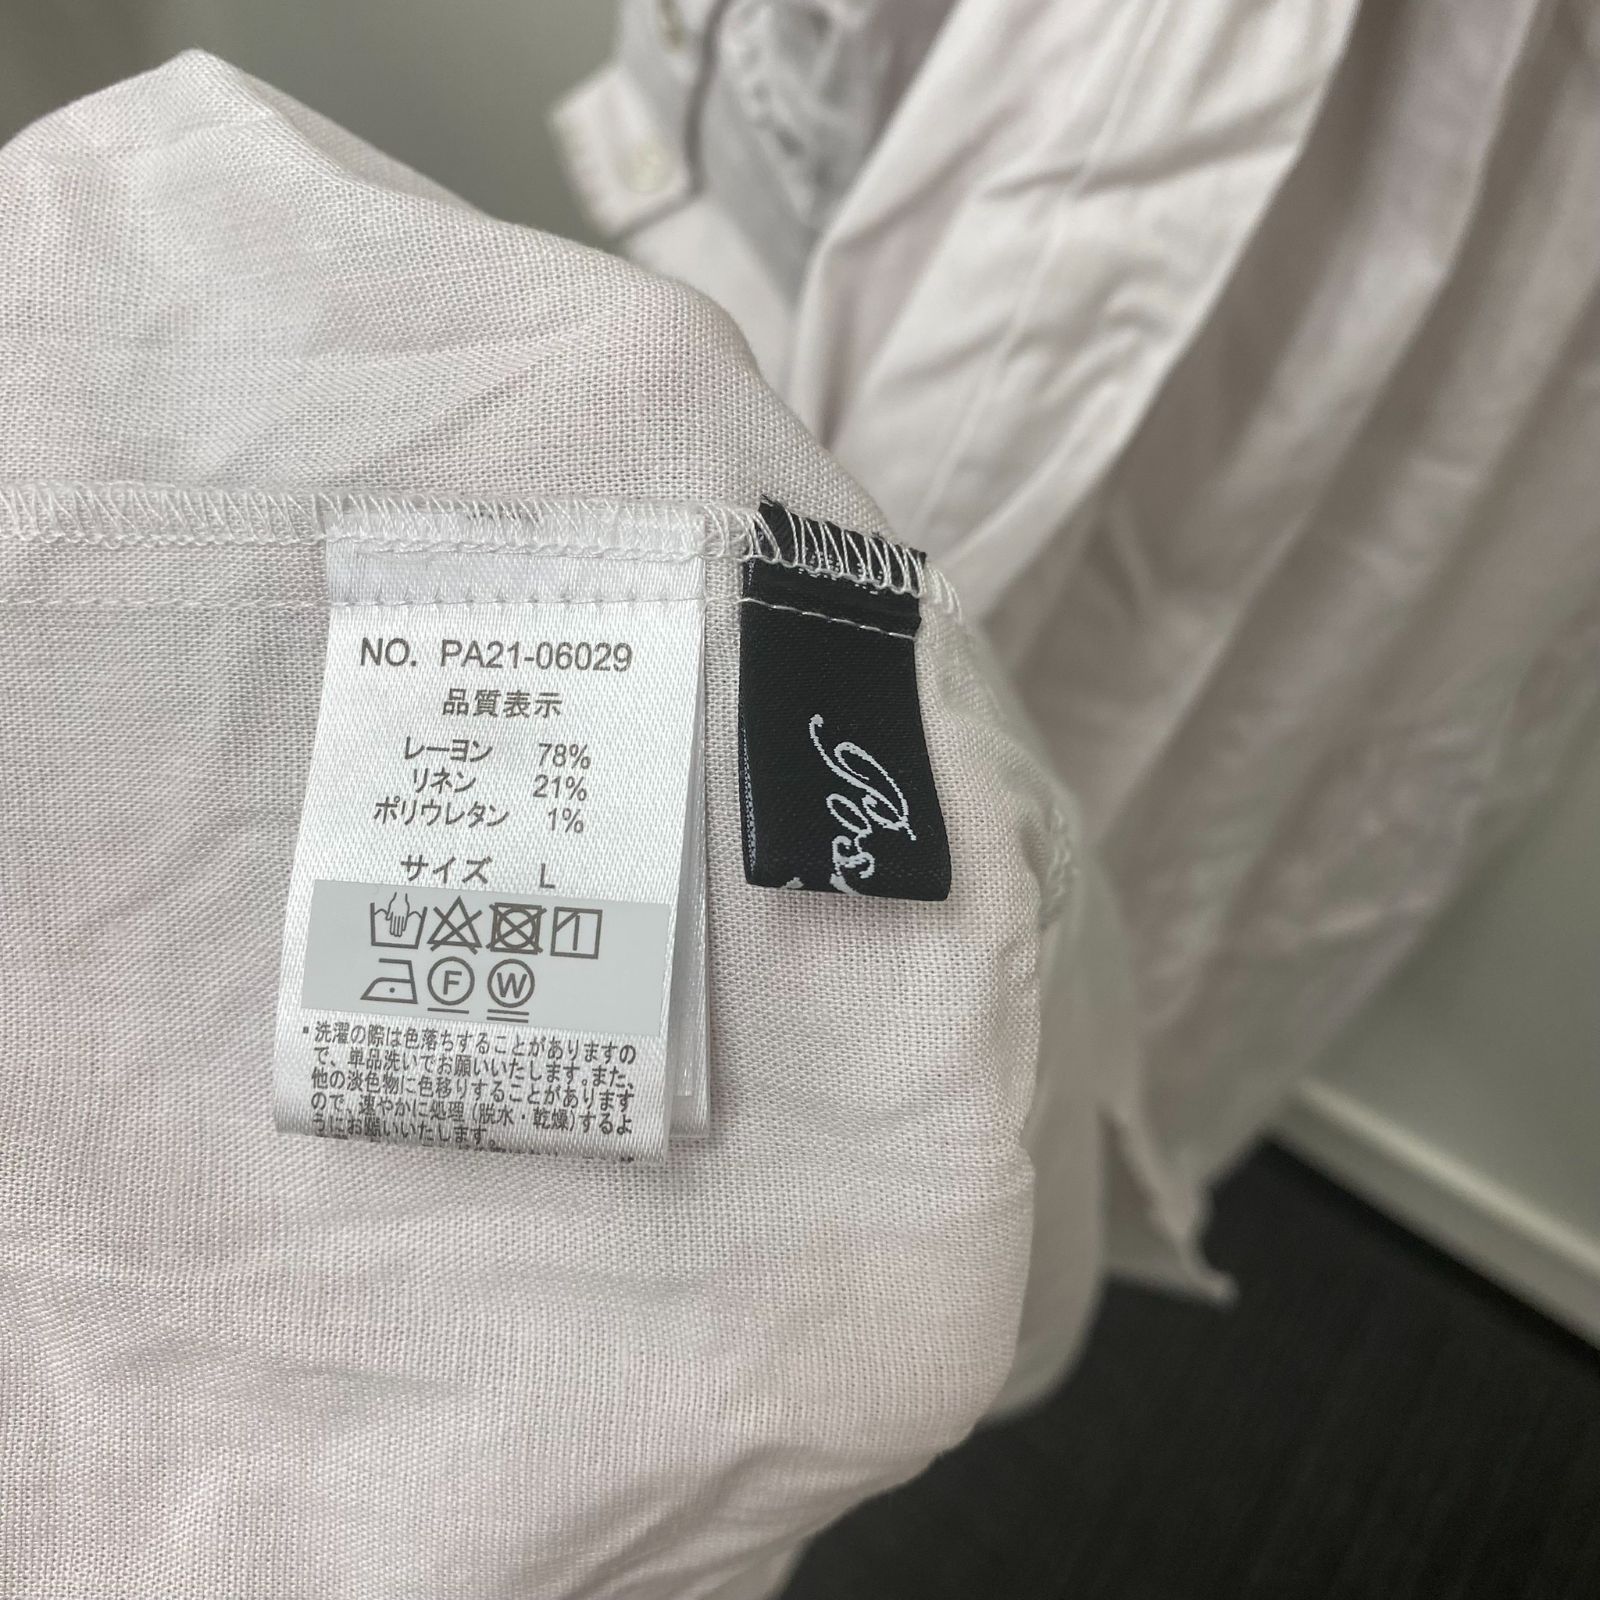 NO. PA21-06029
品質表示
レーヨン 78%
リネン 21%
ポリウレタン 1%
サイズ L
F W
・洗濯の際は色落ちすることがありますの
で、単品洗いでお願いいたします。また、
他の淡色物に色移りすることがあります
ので、速やかに処理(脱水・乾燥)するよ
うにお願いいたします。